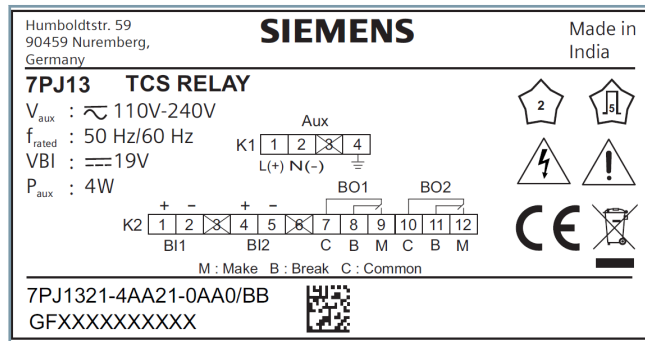 Humboldtstr. 59
90459 Nuremberg,
Germany
SIEMENS
Made in
India
7PJ13 TCS RELAY
Vaux : 110V-240V
frated : 50 Hz/60 Hz
VBI : 19V
Paux : 4W
Aux
K1 1 2 3 4
L(+) N(-)
BO1 BO2
+ - + -
K2 1 2 3 4 5 6 7 8 9 10 11 12
BI1 BI2 C B M C B M
M : Make B : Break C : Common
2
5
CE
7PJ1321-4AA21-0AA0/BB
GFXXXXXXXXXX